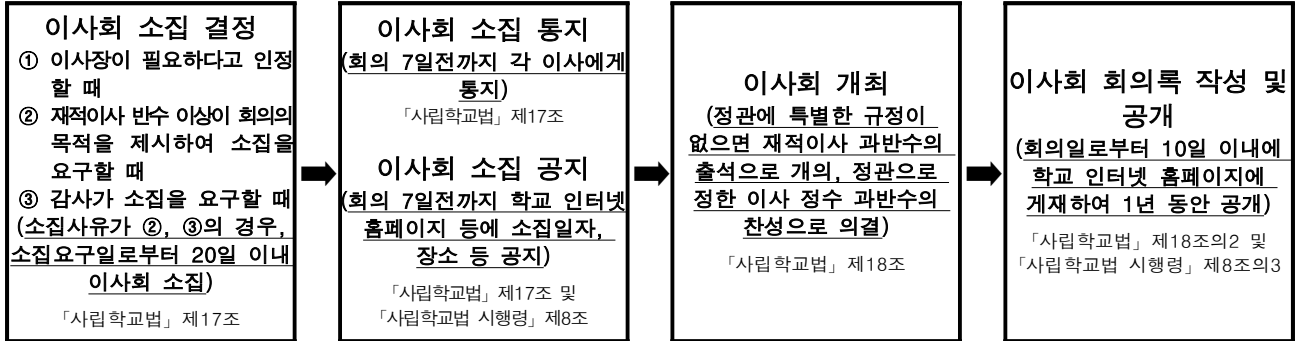 이사회 소집 결정
① 이사장이 필요하다고 인정
할 때
② 재적이사 반수 이상이 회의의
목적을 제시하여 소집을
요구할 때
③ 감사가 소집을 요구할 때
(소집사유가 ②, ③의 경우,
소집요구일로부터 20일 이내
이사회 소집)
「사립학교법」 제17조
이사회 소집 통지
(회의 7일전까지 각 이사에게
통지)
「사립학교법」 제17조
이사회 소집 공지
(회의 7일전까지 학교 인터넷
홈페이지 등에 소집일자,
장소 등 공지)
「사립학교법」 제17조 및
「사립학교법 시행령」 제8조
이사회 개최
(정관에 특별한 규정이
없으면 재적이사 과반수의
출석으로 개의, 정관으로
정한 이사 정수 과반수의
찬성으로 의결)
「사립학교법」 제18조
이사회 회의록 작성 및
공개
(회의일로부터 10일 이내에
학교 인터넷 홈페이지에
게재하여 1년 동안 공개)
「사립학교법」 제18조의2 및
「사립학교법 시행령」 제8조의3